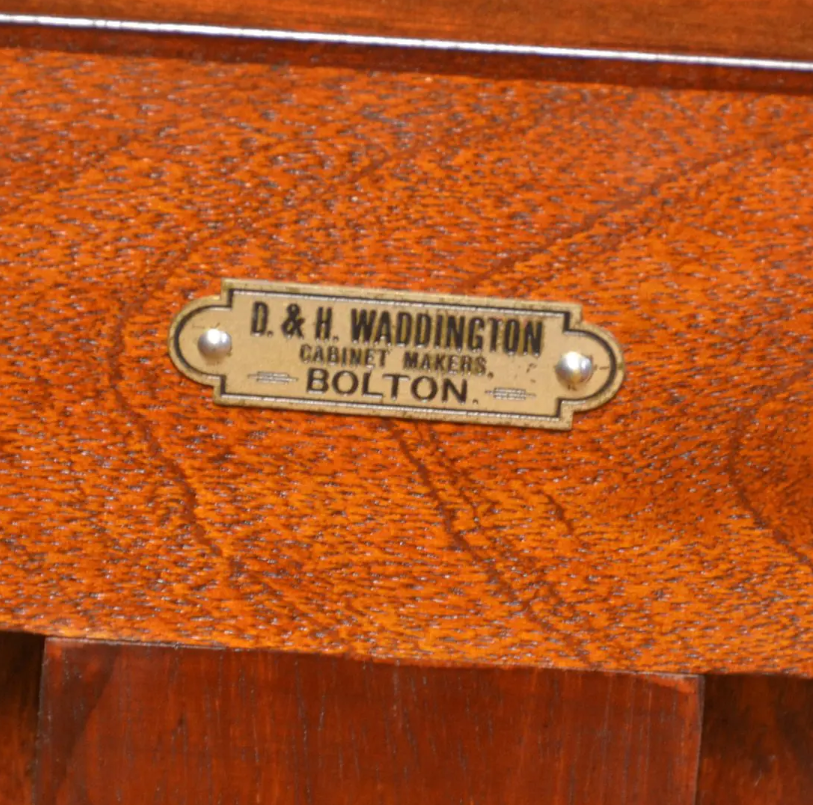 D. & H. WADDINGTON
CABINET MAKERS.
BOLTON.